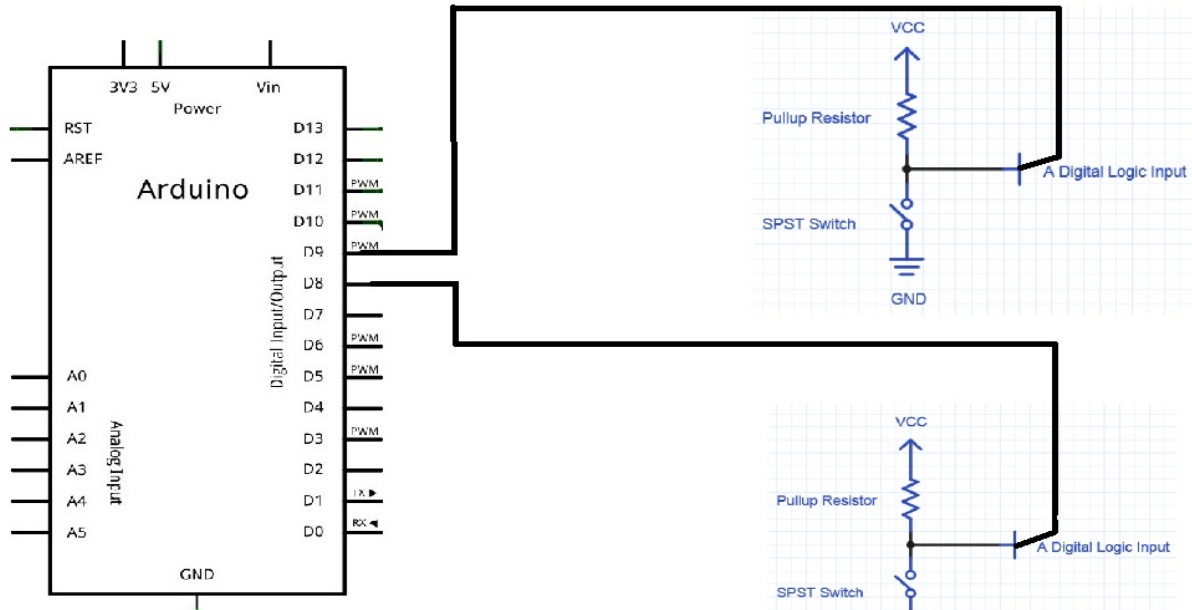 3V3 5V Vin
Power
RST
AREF
Arduino
D13
D12
D11 PWM
D10 PWM
D9 PWM
D8
D7
D6 PWM
D5 PWM
D4
D3 PWM
D2
D1 TX ►
D0 RX ◄
Digital Input/Output
A0
A1
A2
A3
A4
A5
Analog Input
GND
VCC
Pullup Resistor
A Digital Logic Input
SPST Switch
GND
VCC
Pullup Resistor
A Digital Logic Input
SPST Switch